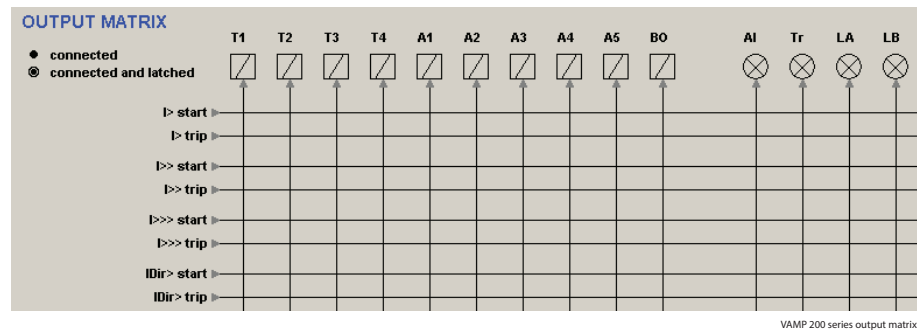 OUTPUT MATRIX
connected
connected and latched
T1 T2 T3 T4 A1 A2 A3 A4 A5 BO AI Tr LA LB
I> start
I> trip
I>> start
I>> trip
I>>> start
I>>> trip
IDir> start
IDir> trip
VAMP 200 series output matrix